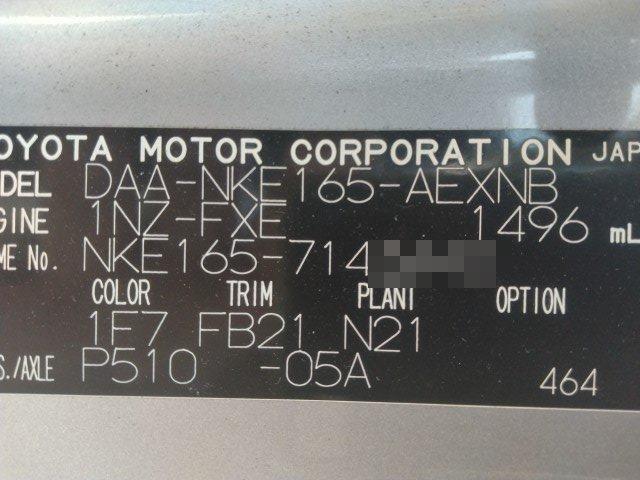 OYOTA MOTOR CORPORATION JAP
DEL DAA-NKE165-AEXNB
GINE 1NZ-FXE 1496 mL
ME No. NKE165-714
COLOR TRIM PLANT OPTION
1F7 FB21 N21
S./AXLE P510 -05A 464